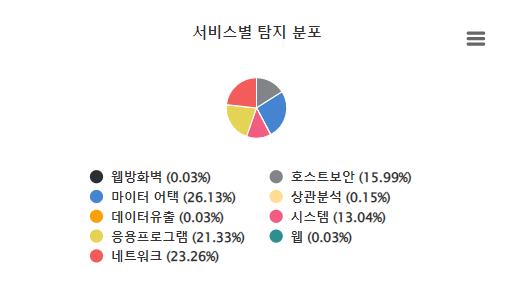 서비스별 탐지 분포
웹방화벽 (0.03%)
호스트보안 (15.99%)
마이터 어택 (26.13%)
상관분석 (0.15%)
데이터유출 (0.03%)
시스템 (13.04%)
응용프로그램 (21.33%)
웹 (0.03%)
네트워크 (23.26%)